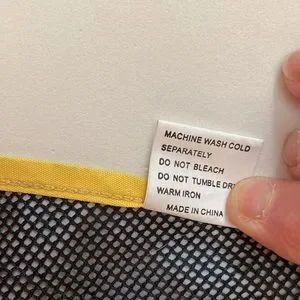 MACHINE WASH COLD
SEPARATELY
DO NOT BLEACH
DO NOT TUMBLE
WARM IRON
MADE IN CHINA